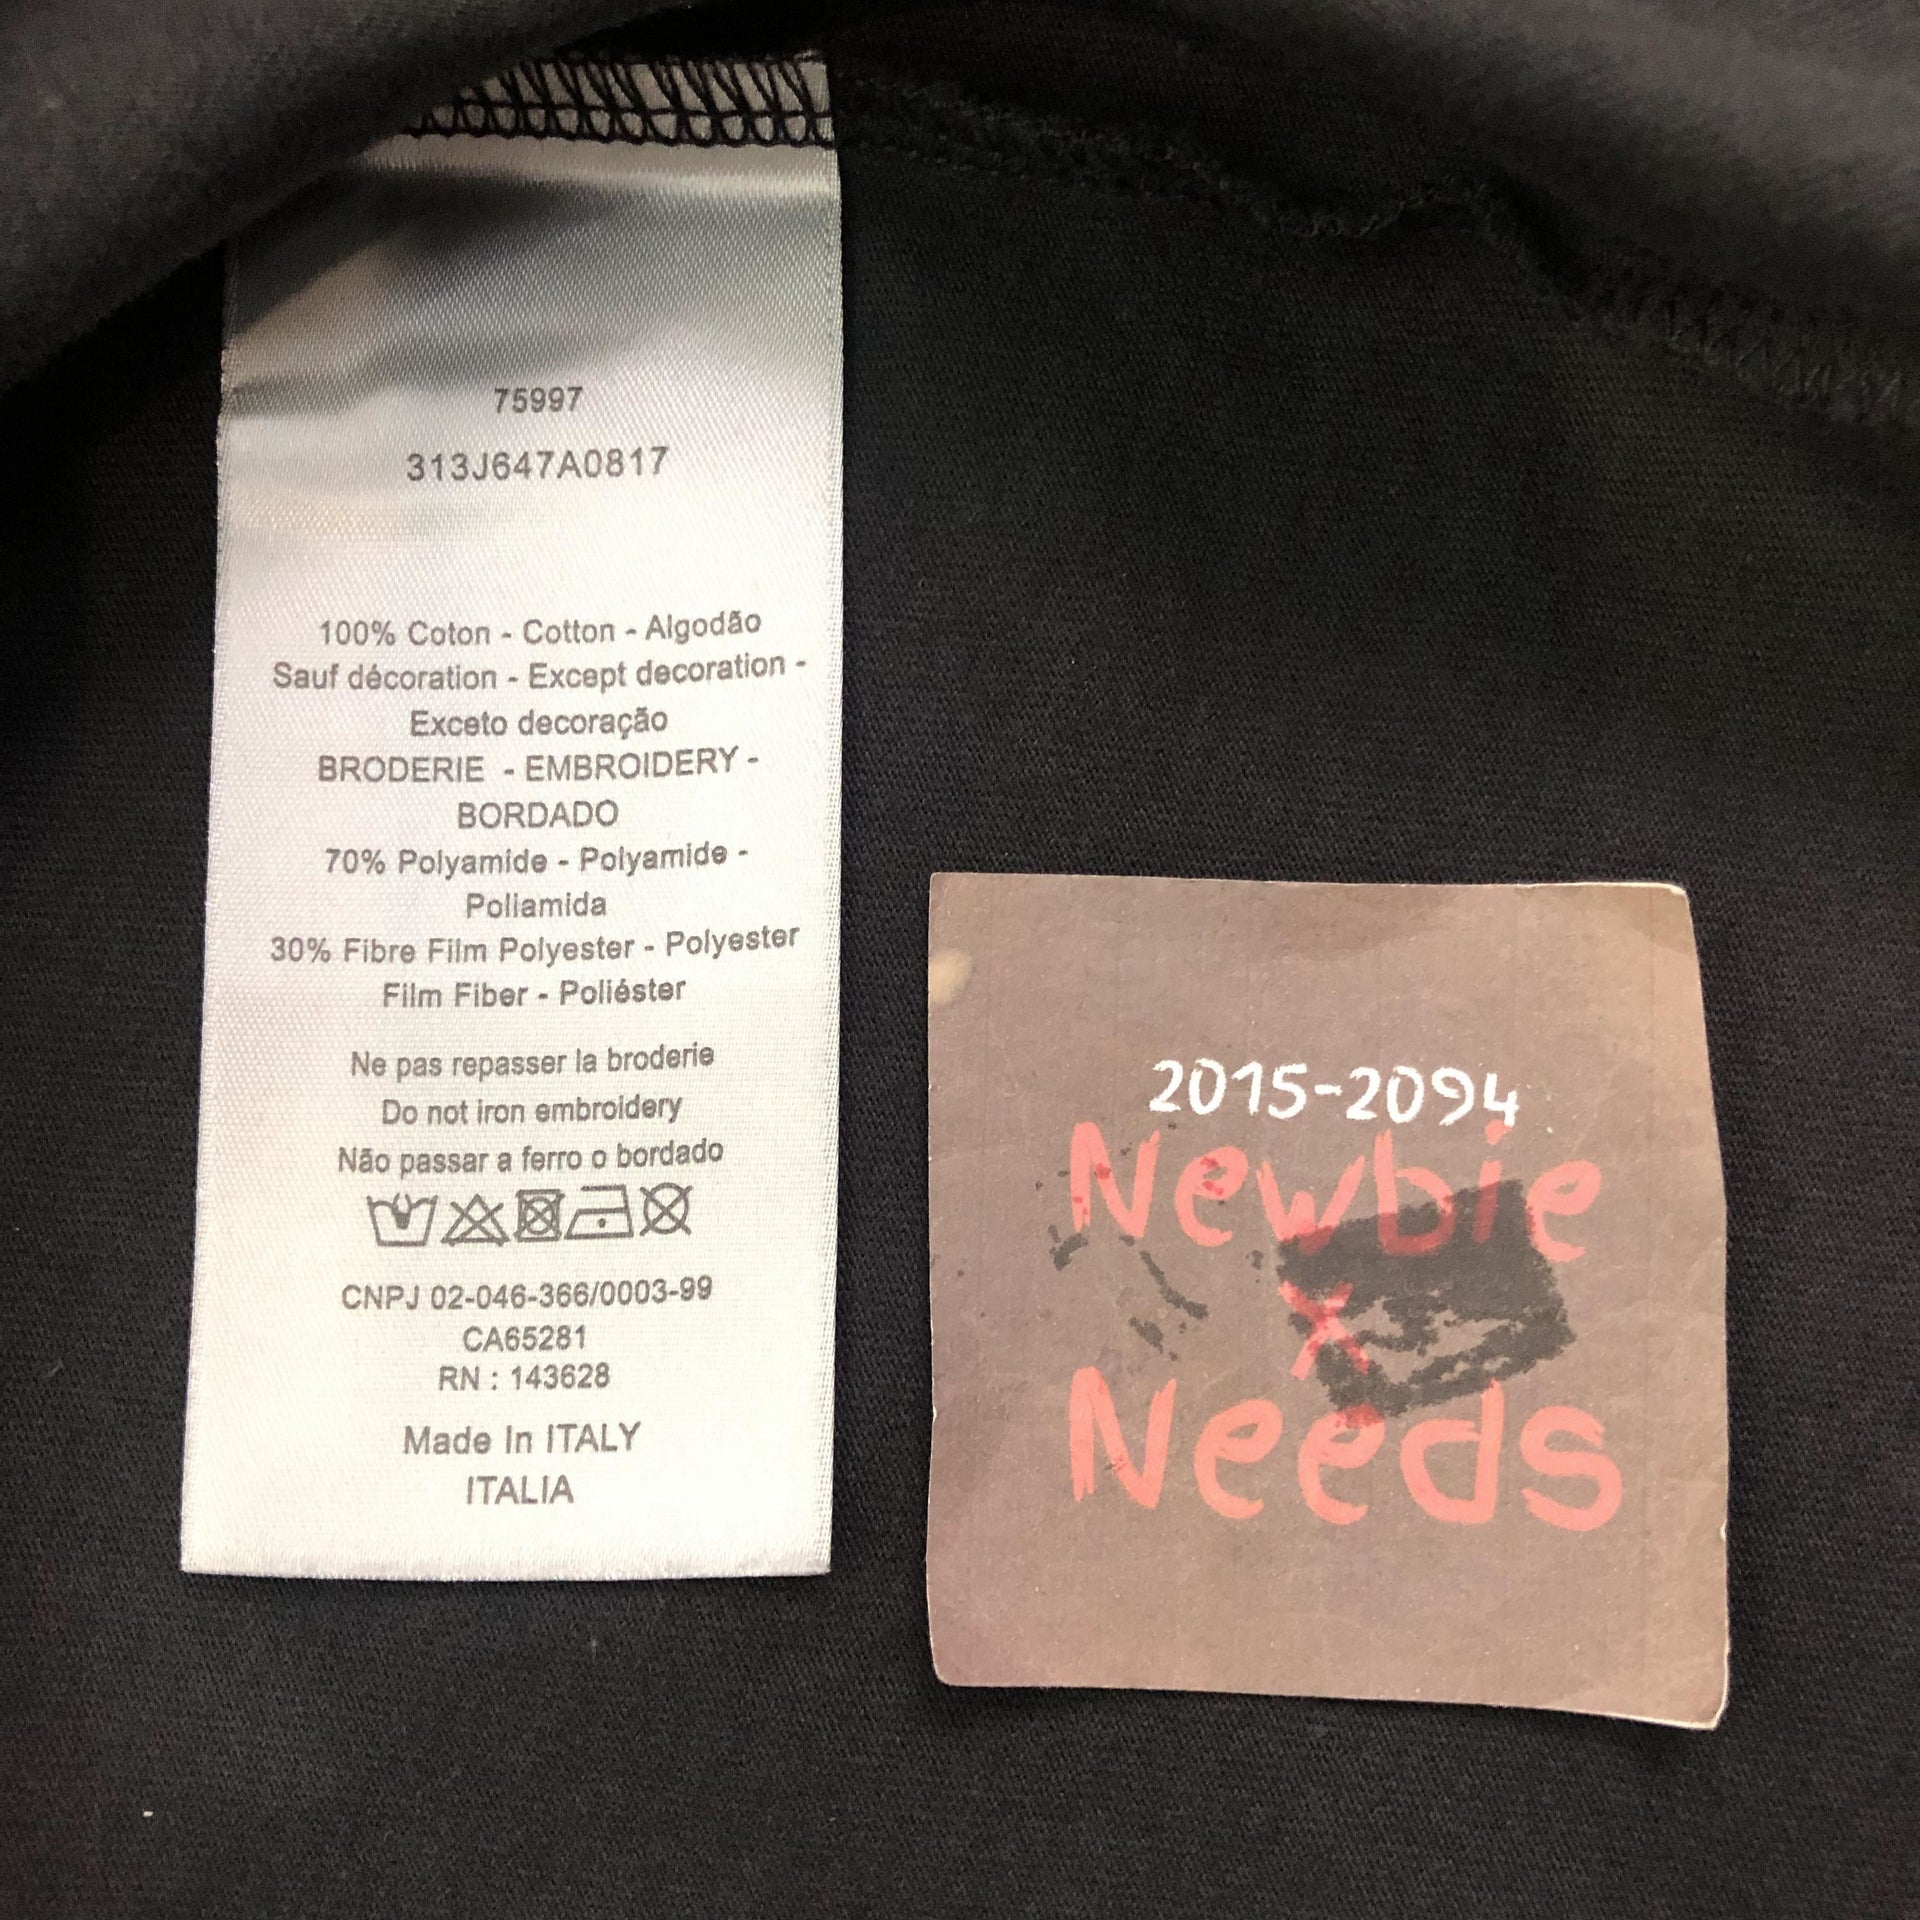 75997
313J647A0817
100% Coton - Cotton - Algodão
Sauf décoration - Except decoration -
Exceto decoração
BRODERIE - EMBROIDERY -
BORDADO
70% Polyamide - Polyamide -
Poliamida
30% Fibre Film Polyester - Polyester
Film Fiber - Poliéster
Ne pas repasser la broderie
Do not iron embroidery
Não passar a ferro o bordado
CNPJ 02-046-366/0003-99
CA65281
RN : 143628
Made In ITALY
ITALIA
2015-2094
Newbie
x
Needs